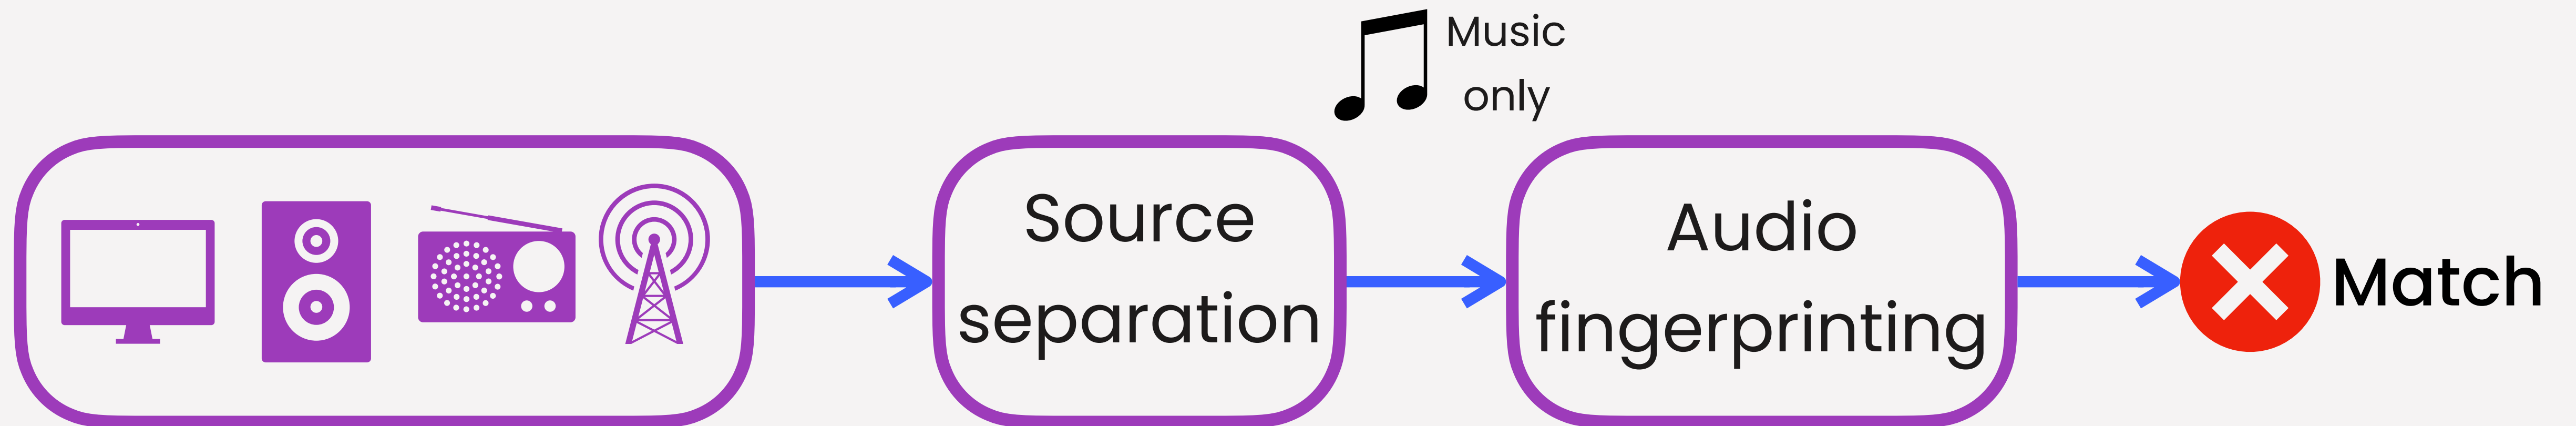 Music
only
Source
separation
Audio
fingerprinting
Match